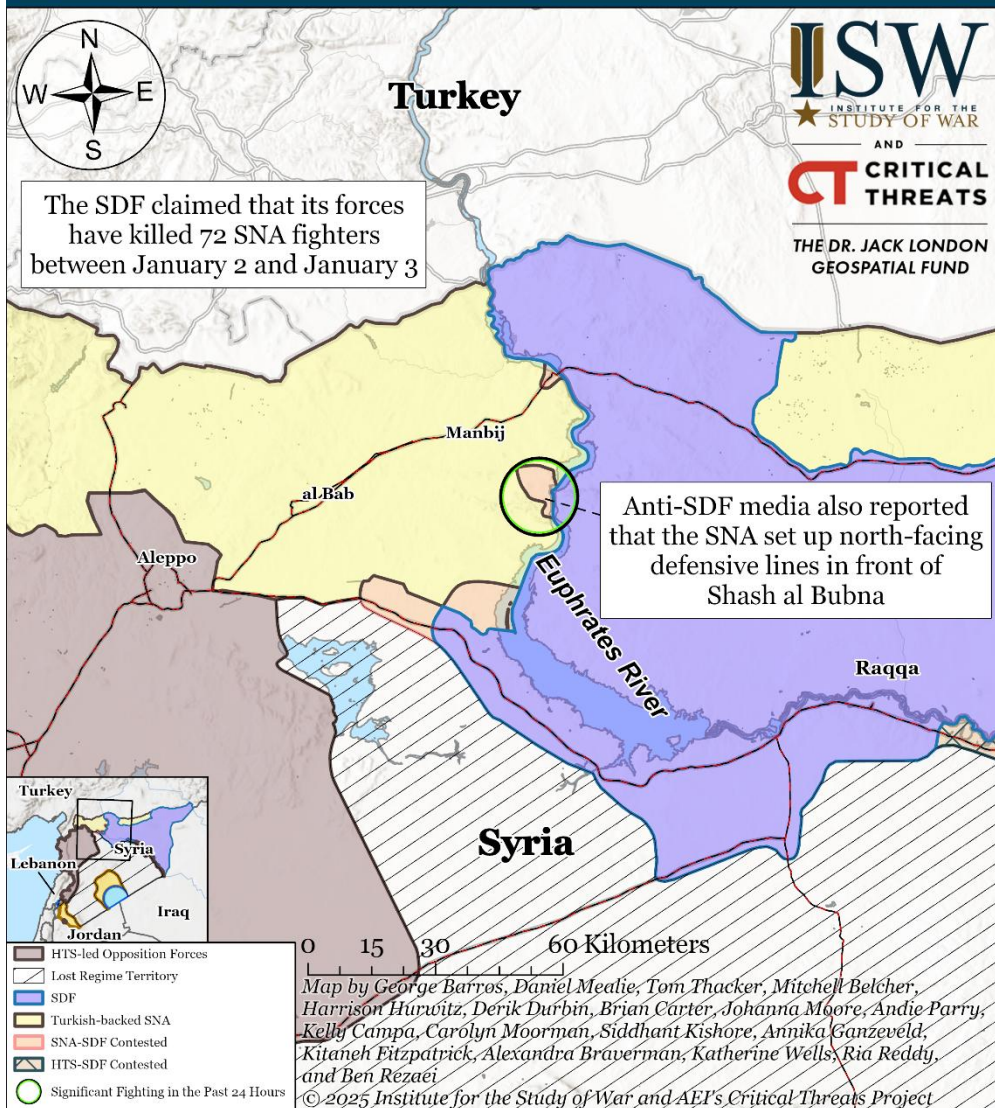 N
W E
S
Turkey
ISW
INSTITUTE FOR THE
STUDY OF WAR
AND
CT CRITICAL
THREATS
THE DR. JACK LONDON
GEOSPATIAL FUND
The SDF claimed that its forces
have killed 72 SNA fighters
between January 2 and January 3
Manbij
al Bab
Aleppo
Anti-SDF media also reported
that the SNA set up north-facing
defensive lines in front of
Shash al Bubna
Euphrates River
Raqqa
Syria
Turkey
Syria
Lebanon
Iraq
Jordan
HTS-led Opposition Forces
Lost Regime Territory
SDF
Turkish-backed SNA
SNA-SDF Contested
HTS-SDF Contested
Significant Fighting in the Past 24 Hours
0 15 30 60 Kilometers
Map by George Barros, Daniel Mealie, Tom Thacker, Mitchell Belcher,
Harrison Hurwitz, Derik Durbin, Brian Carter, Johanna Moore, Andie Parry,
Kelly Campa, Carolyn Moorman, Siddhant Kishore, Annika Ganzeveld,
Kitaneh Fitzpatrick, Alexandra Braverman, Katherine Wells, Ria Reddy,
and Ben Rezaei
© 2025 Institute for the Study of War and AEI's Critical Threats Project